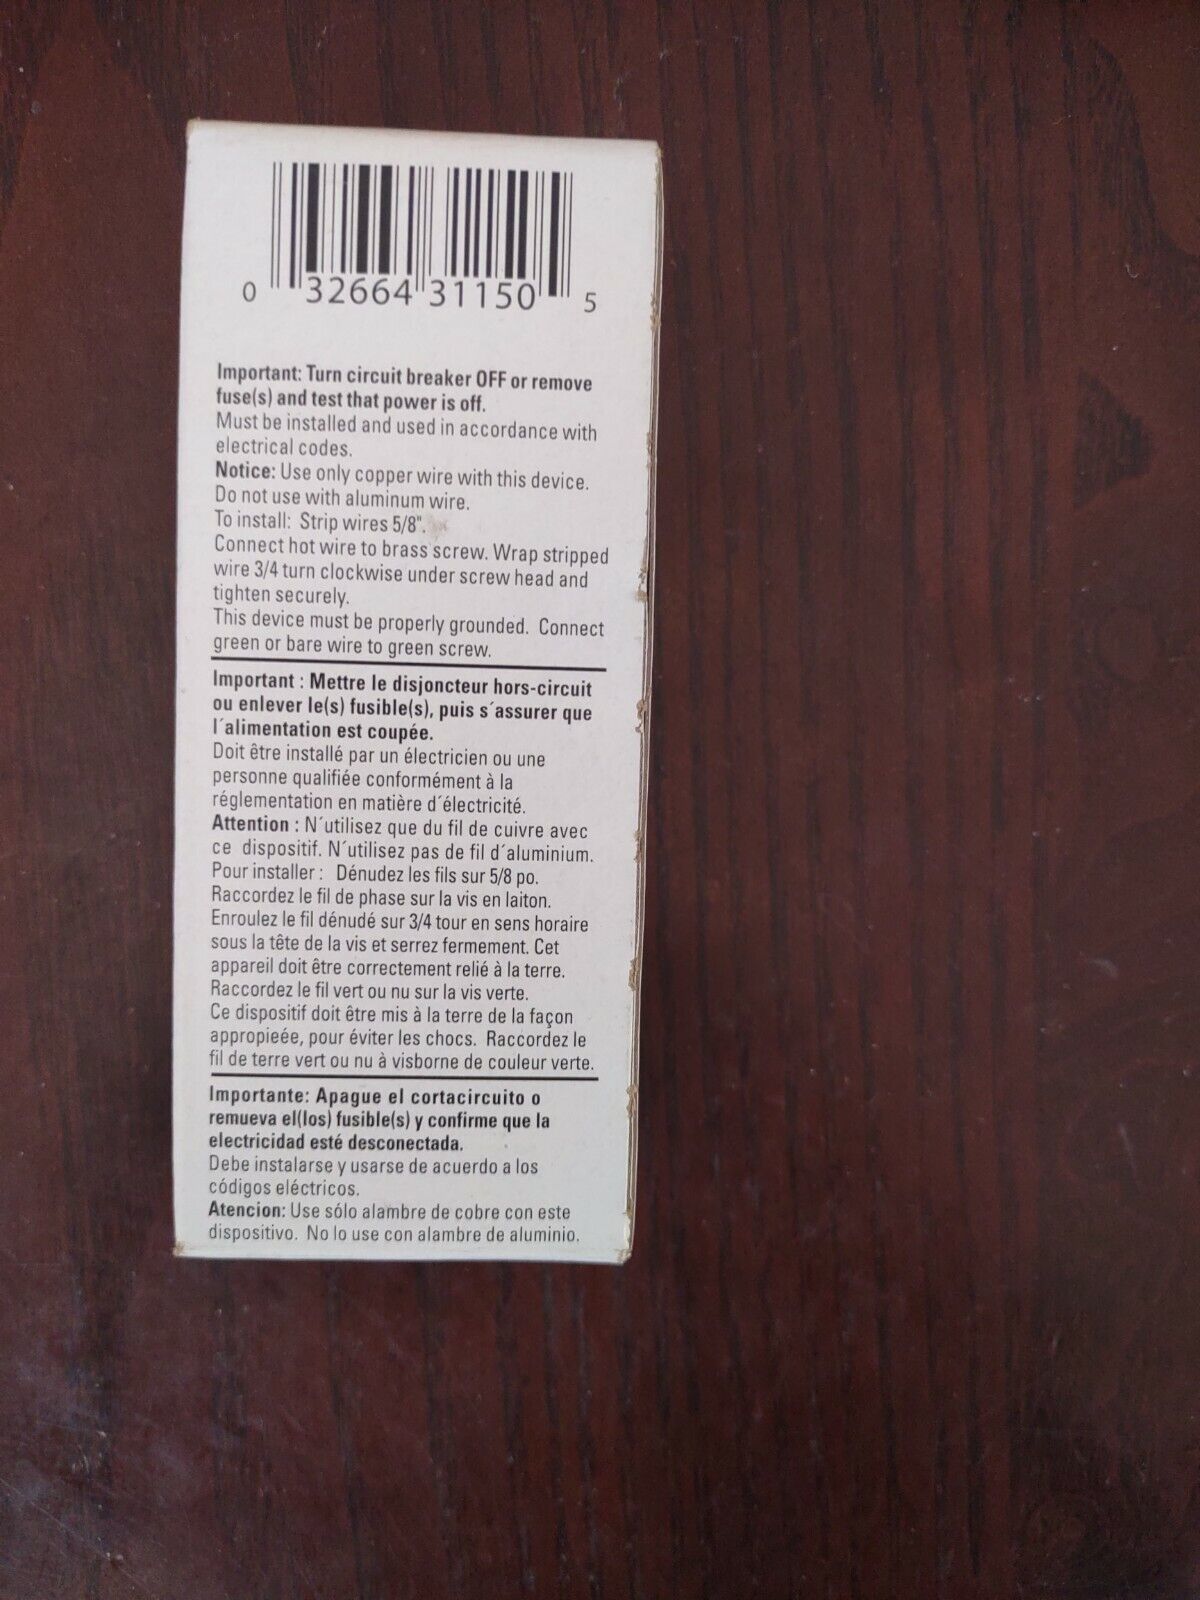 0 32664 31150 5
Important: Turn circuit breaker OFF or remove
fuse(s) and test that power is off.
Must be installed and used in accordance with
electrical codes.
Notice: Use only copper wire with this device.
Do not use with aluminum wire.
To install: Strip wires 5/8".
Connect hot wire to brass screw. Wrap stripped
wire 3/4 turn clockwise under screw head and
tighten securely.
This device must be properly grounded. Connect
green or bare wire to green screw.
Important : Mettre le disjoncteur hors-circuit
ou enlever le(s) fusible(s), puis s´assurer que
l´alimentation est coupée.
Doit être installé par un électricien ou une
personne qualifiée conformément à la
réglementation en matière d´électricité.
Attention : N´utilisez que du fil de cuivre avec
ce dispositif. N´utilisez pas de fil d´aluminium.
Pour installer : Dénudez les fils sur 5/8 po.
Raccordez le fil de phase sur la vis en laiton.
Enroulez le fil dénudé sur 3/4 tour en sens horaire
sous la tête de la vis et serrez fermement. Cet
appareil doit être correctement relié à la terre.
Raccordez le fil vert ou nu sur la vis verte.
Ce dispositif doit être mis à la terre de la façon
appropieée, pour éviter les chocs. Raccordez le
fil de terre vert ou nu à visborne de couleur verte.
Importante: Apague el cortacircuito o
remueva el(los) fusible(s) y confirme que la
electricidad esté desconectada.
Debe instalarse y usarse de acuerdo a los
códigos eléctricos.
Atencion: Use sólo alambre de cobre con este
dispositivo. No lo use con alambre de aluminio.